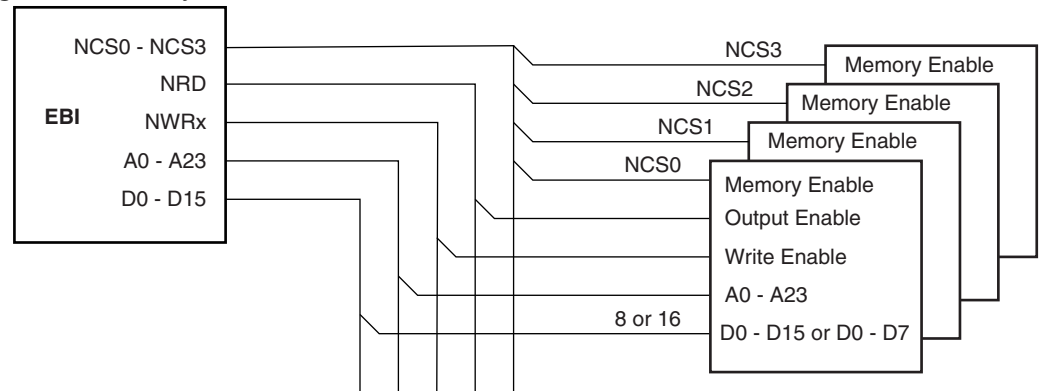 NCS0 - NCS3
NRD
EBI
NWRx
A0 - A23
D0 - D15
NCS3
Memory Enable
NCS2
Memory Enable
NCS1
Memory Enable
NCS0
Memory Enable
Output Enable
Write Enable
A0 - A23
8 or 16
D0 - D15 or D0 - D7